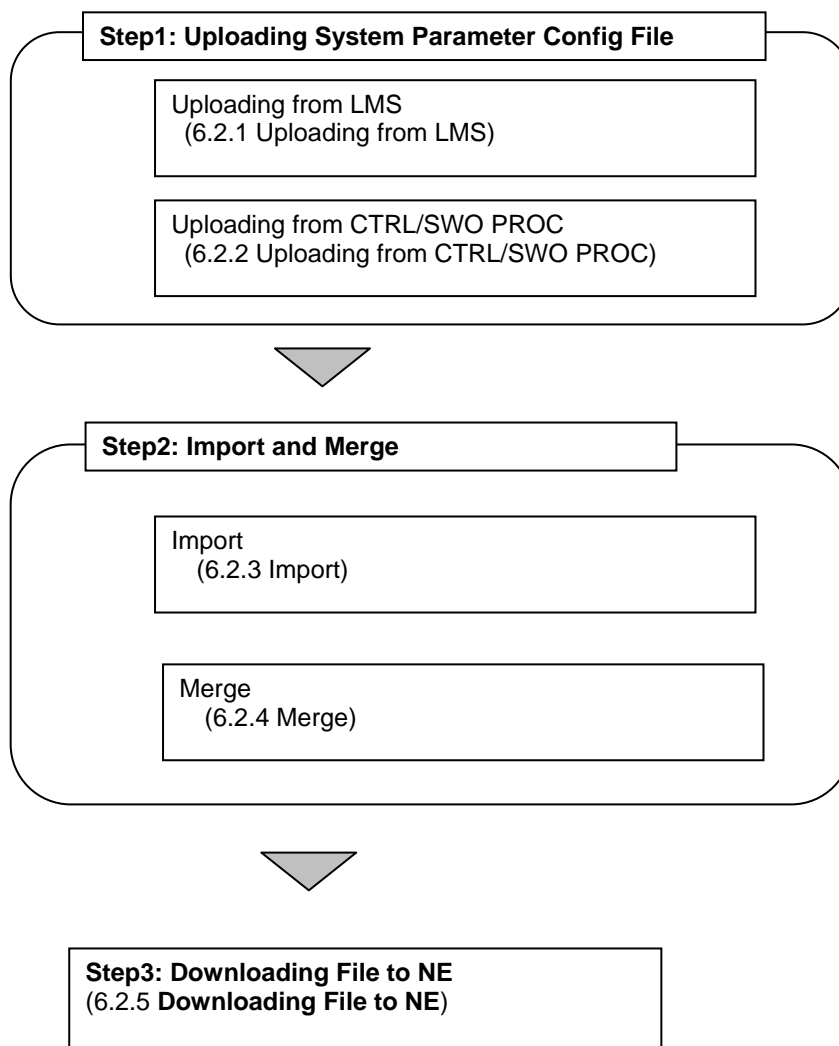 Step1: Uploading System Parameter Config File
Uploading from LMS
(6.2.1 Uploading from LMS)
Uploading from CTRL/SWO PROC
(6.2.2 Uploading from CTRL/SWO PROC)
Step2: Import and Merge
Import
(6.2.3 Import)
Merge
(6.2.4 Merge)
Step3: Downloading File to NE
(6.2.5 Downloading File to NE)